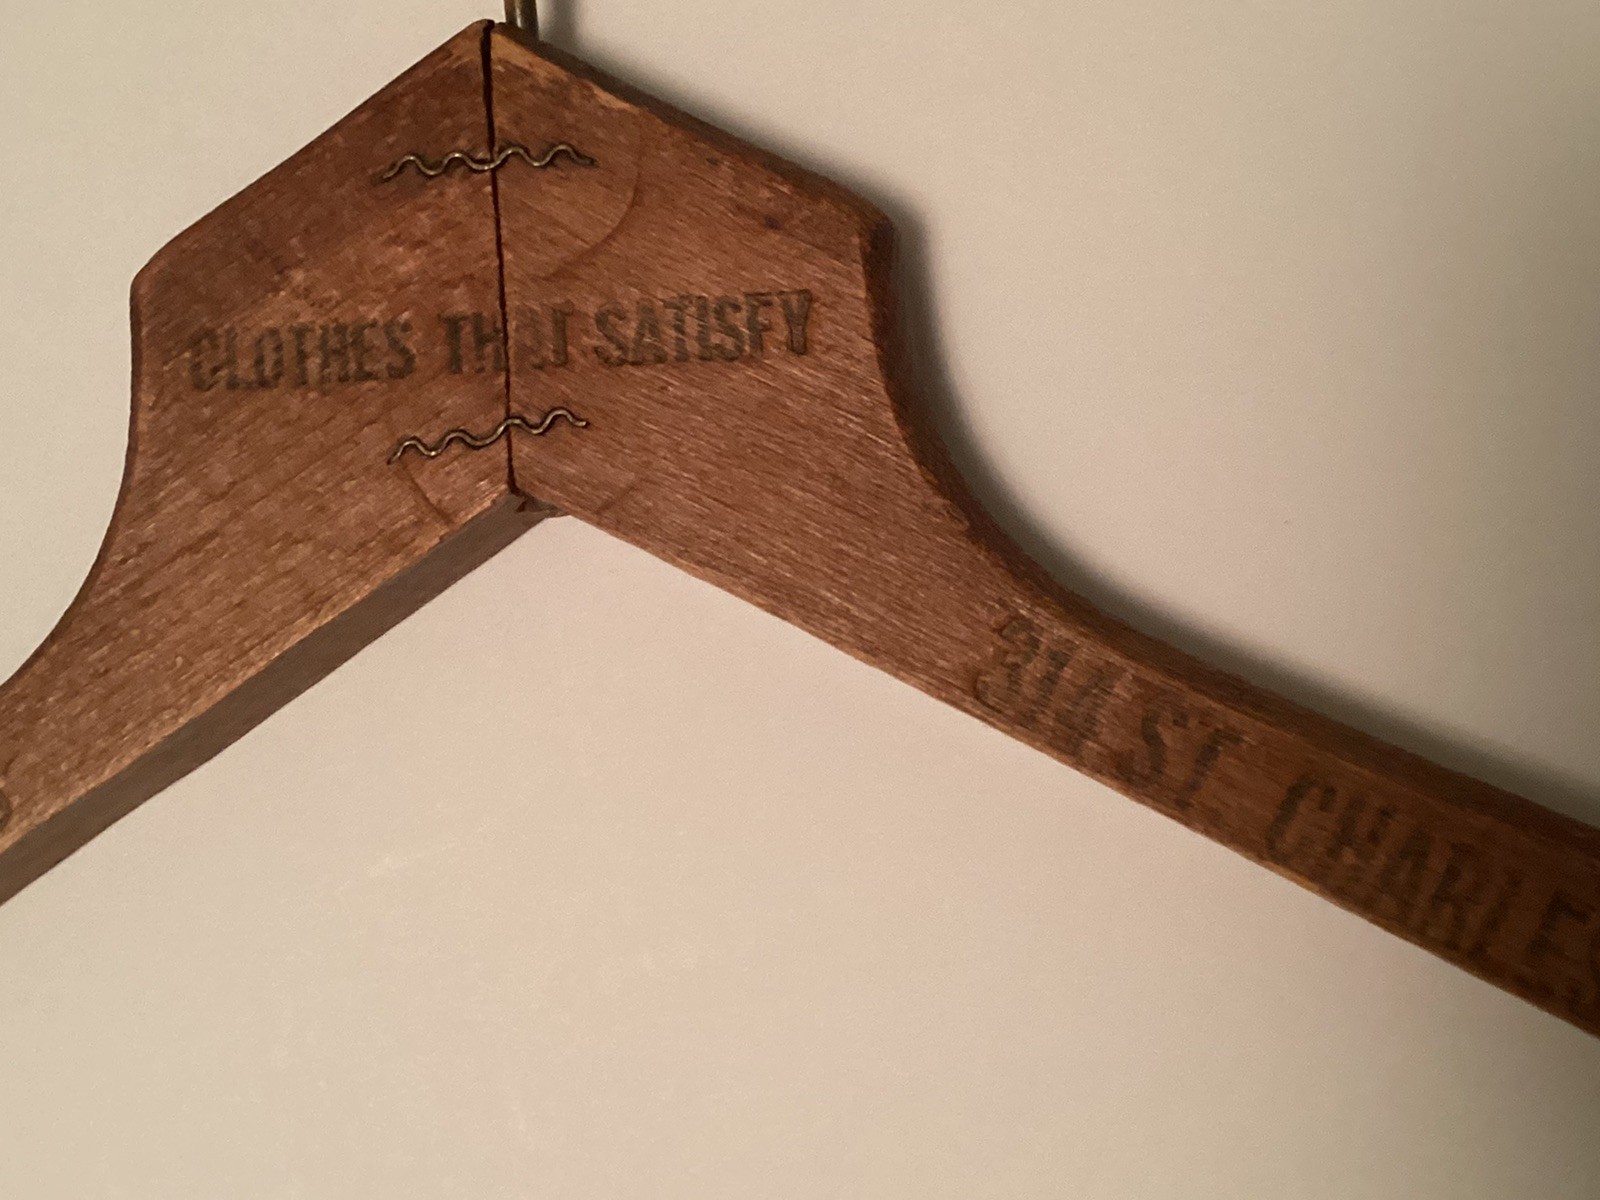 CLOTHES THAT SATISFY
314 ST CHARLES